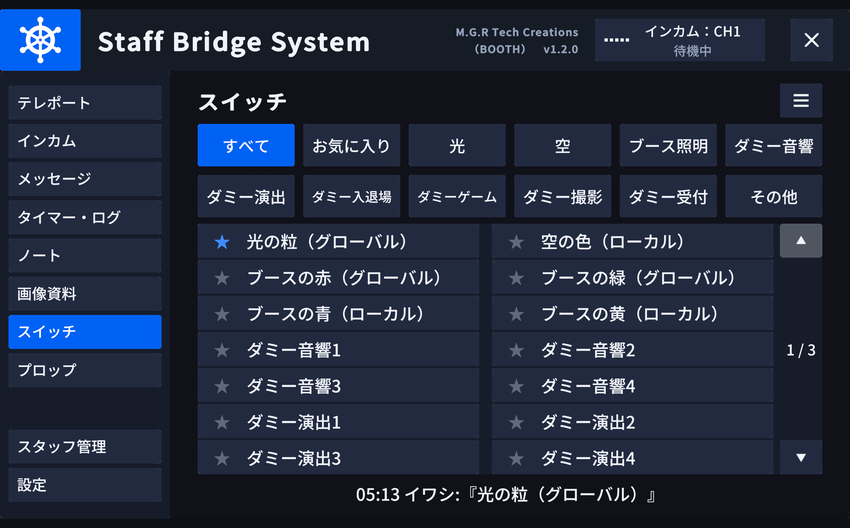 Staff Bridge System
M.G.R Tech Creations
（BOOTH） v1.2.0
インカム：CH1
待機中
テレポート
インカム
メッセージ
タイマー・ログ
ノート
画像資料
スイッチ
プロップ
スタッフ管理
設定
スイッチ
すべて
お気に入り
光
空
ブース照明
ダミー音響
ダミー演出
ダミー入退場
ダミーゲーム
ダミー撮影
ダミー受付
その他
★ 光の粒（グローバル）
★ 空の色（ローカル）
★ ブースの赤（グローバル）
★ ブースの緑（グローバル）
★ ブースの青（ローカル）
★ ブースの黄（ローカル）
★ ダミー音響1
★ ダミー音響2
★ ダミー音響3
★ ダミー音響4
★ ダミー演出1
★ ダミー演出2
★ ダミー演出3
★ ダミー演出4
▲
1 / 3
▼
05:13 イワシ:『光の粒（グローバル）』